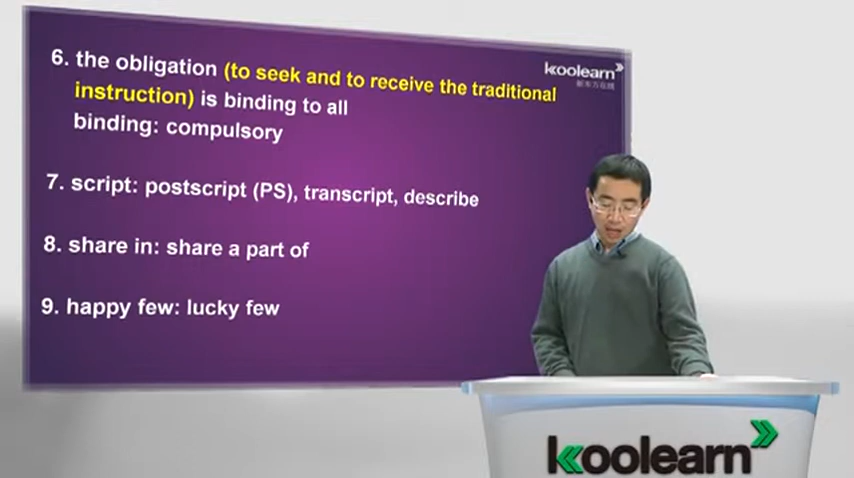 6. the obligation (to seek and to receive the traditional
instruction) is binding to all
binding: compulsory
7. script: postscript (PS), transcript, describe
8. share in: share a part of
9. happy few: lucky few
koolearn
新东方在线
koolearn